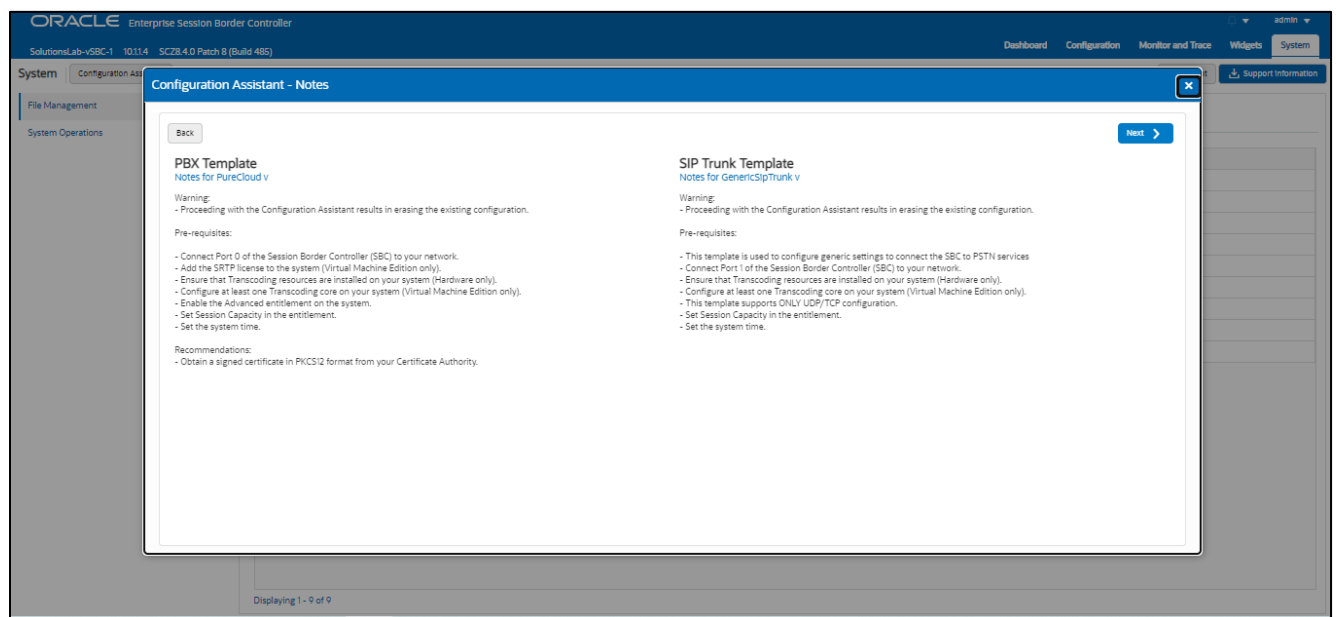 ORACLE Enterprise Session Border Controller
admin
SolutionsLab-vSBC-1 10.1.1.4 SCZ8.4.0 Patch 8 (Build 485)
Dashboard Configuration Monitor and Trace Widgets System
System
Configuration Ass
Support Information
File Management
System Operations
Configuration Assistant - Notes
Back
Next
PBX Template
Notes for PureCloud v
Warning:
- Proceeding with the Configuration Assistant results in erasing the existing configuration.
Pre-requisites:
- Connect Port 0 of the Session Border Controller (SBC) to your network.
- Add the SRTP license to the system (Virtual Machine Edition only).
- Ensure that Transcoding resources are installed on your system (Hardware only).
- Configure at least one Transcoding core on your system (Virtual Machine Edition only).
- Enable the Advanced entitlement on the system.
- Set Session Capacity in the entitlement.
- Set the system time.
Recommendations:
- Obtain a signed certificate in PKCS12 format from your Certificate Authority.
SIP Trunk Template
Notes for GenericSipTrunk v
Warning:
- Proceeding with the Configuration Assistant results in erasing the existing configuration.
Pre-requisites:
- This template is used to configure generic settings to connect the SBC to PSTN services
- Connect Port 1 of the Session Border Controller (SBC) to your network.
- Ensure that Transcoding resources are installed on your system (Hardware only).
- Configure at least one Transcoding core on your system (Virtual Machine Edition only).
- This template supports ONLY UDP/TCP configuration.
- Set Session Capacity in the entitlement.
- Set the system time.
Displaying 1 - 9 of 9